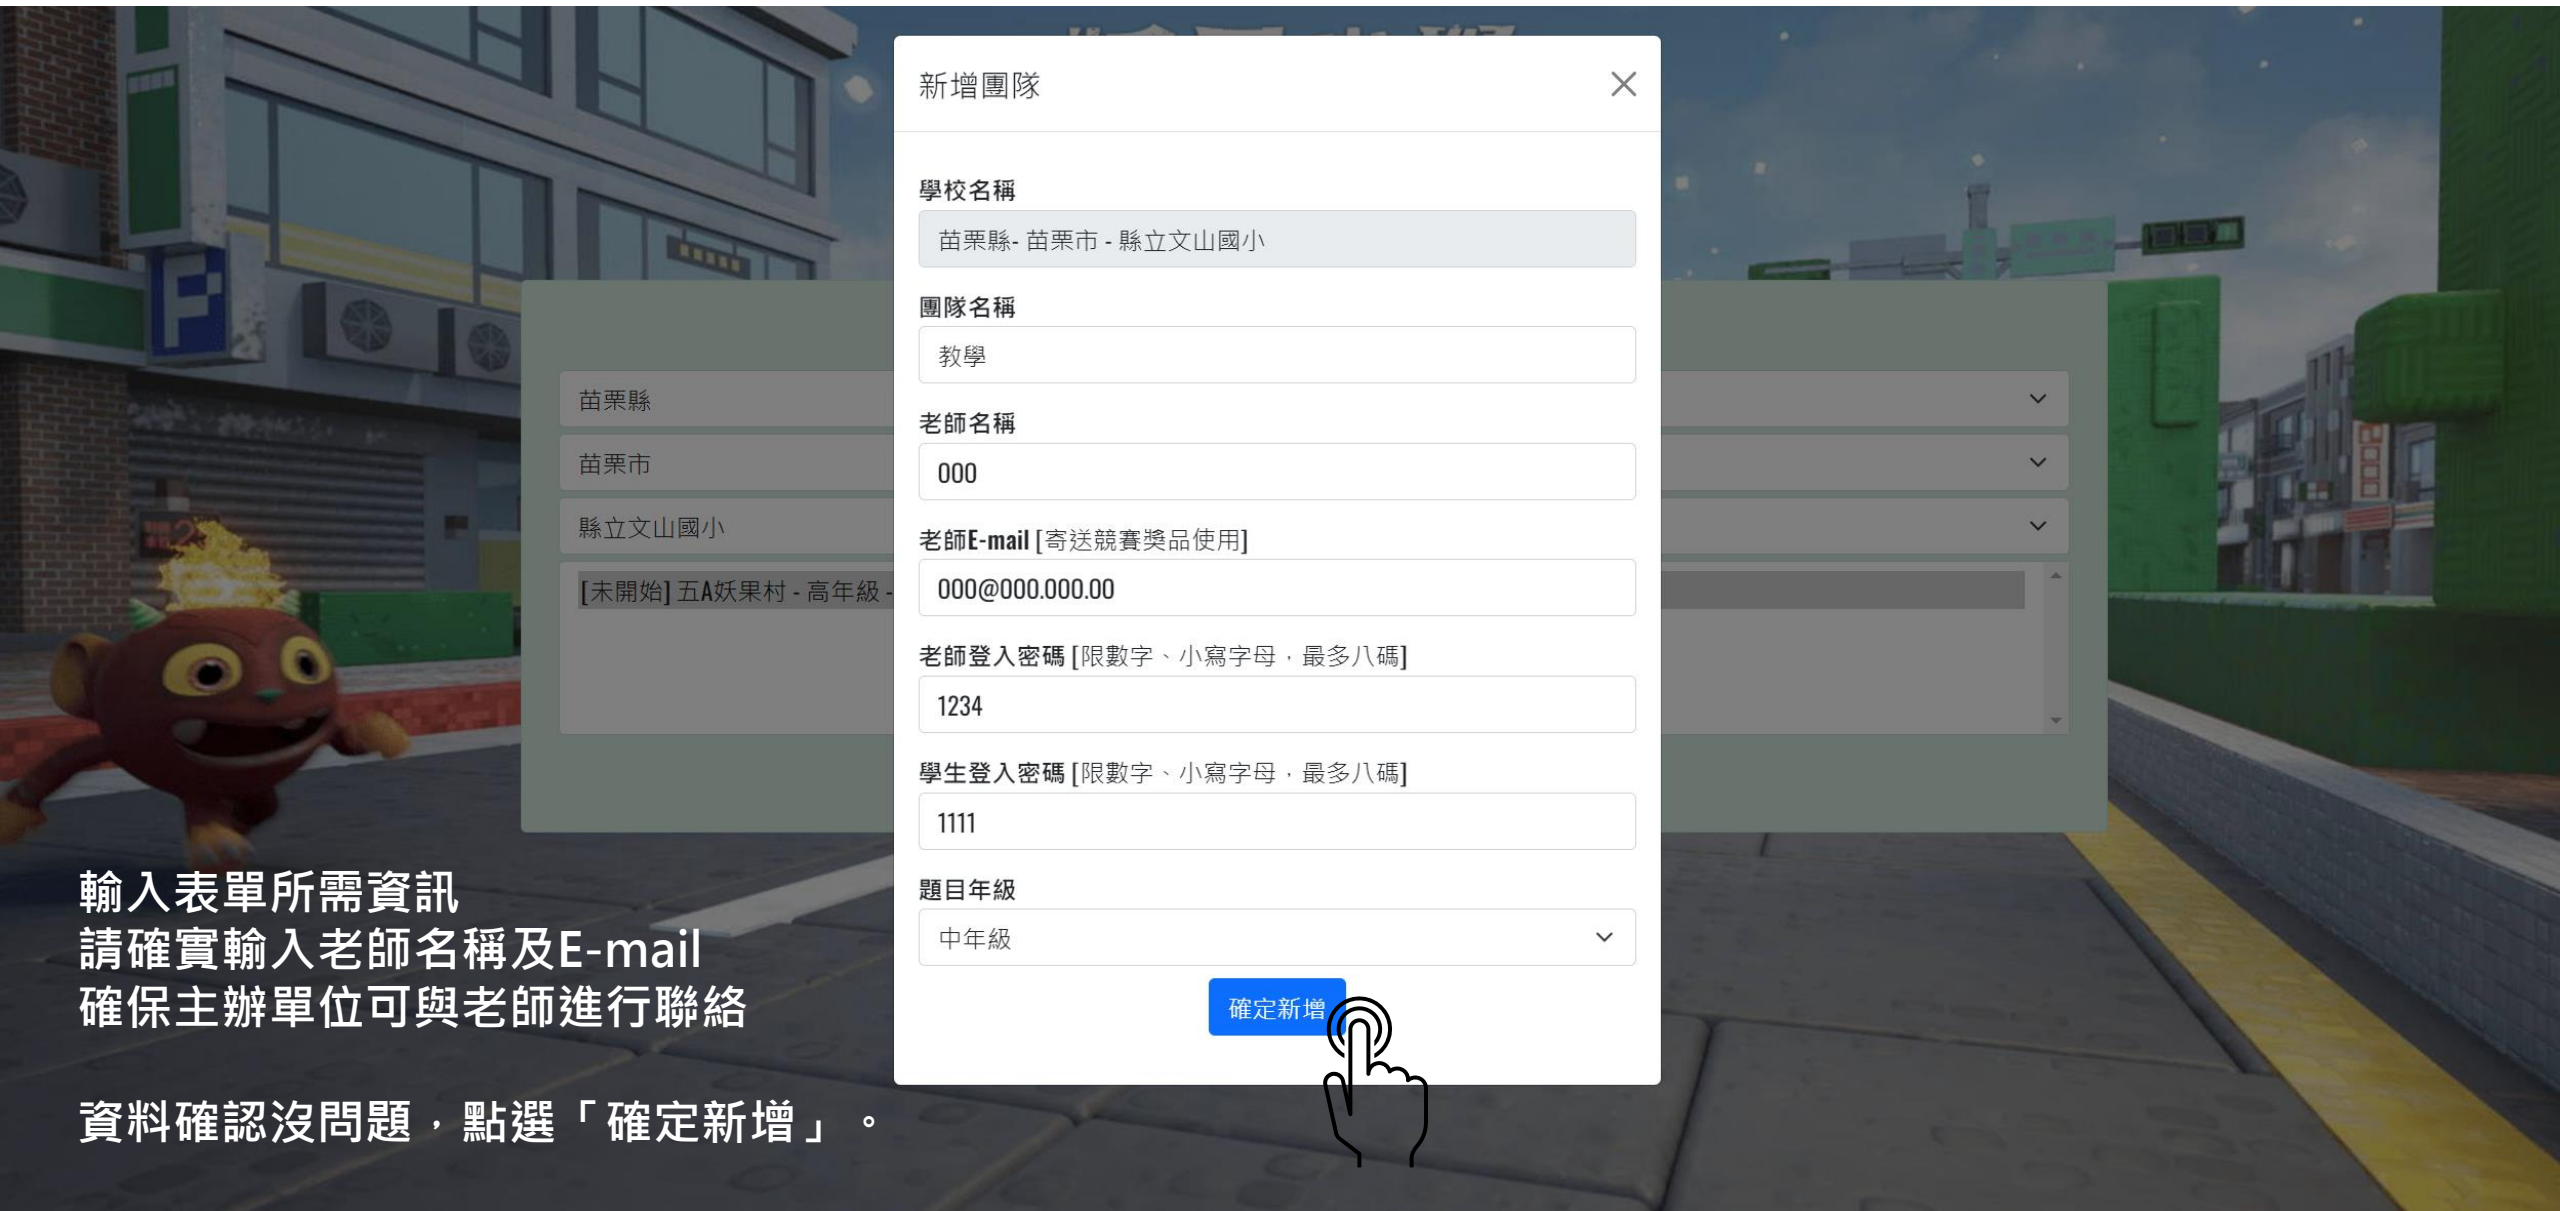 新增團隊
學校名稱
苗栗縣- 苗栗市 - 縣立文山國小
團隊名稱
教學
老師名稱
000
老師E-mail [寄送競賽獎品使用]
000@000.000.00
老師登入密碼 [限數字、小寫字母，最多八碼]
1234
學生登入密碼 [限數字、小寫字母，最多八碼]
1111
題目年級
中年級
確定新增
苗栗縣
苗栗市
縣立文山國小
[未開始] 五A妖果村 - 高年級 -
P
輸入表單所需資訊
請確實輸入老師名稱及E-mail
確保主辦單位可與老師進行聯絡
資料確認沒問題，點選「確定新增」。